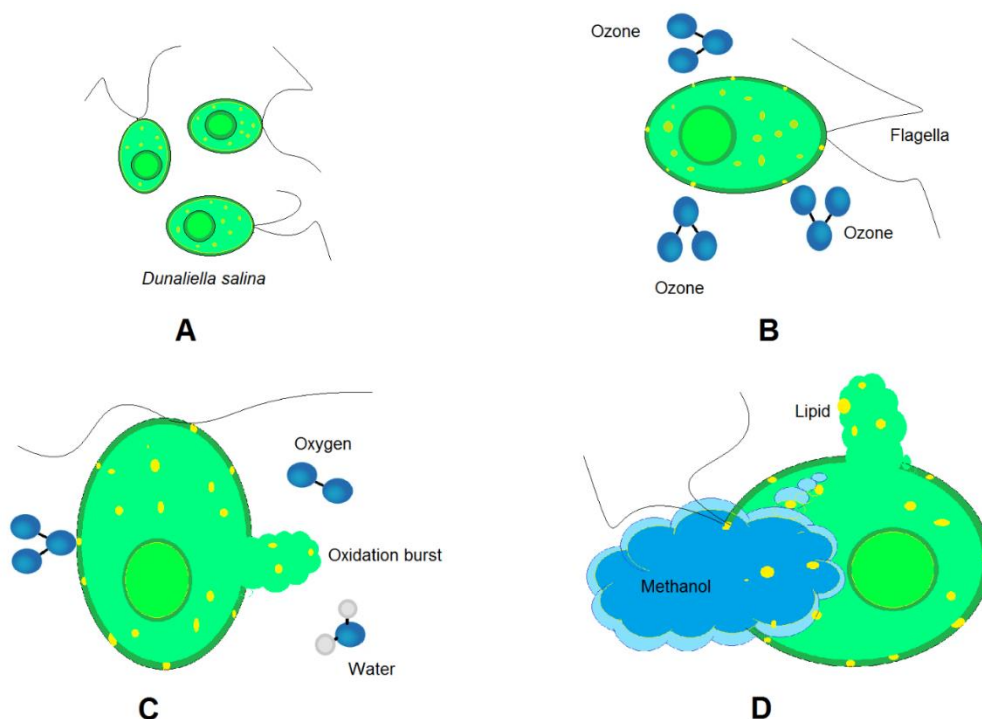 Dunaliella salina
A
Ozone
Flagella
Ozone
Ozone
B
Oxygen
Oxidation burst
Water
C
Lipid
Methanol
D